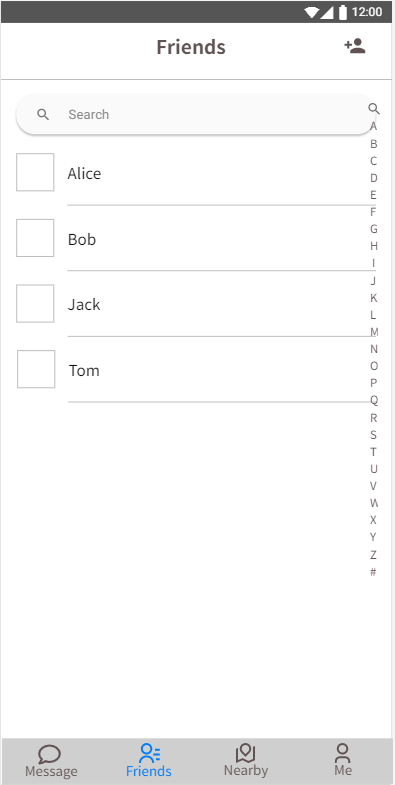 12:00
Friends
Search
A
B
C
D
E
F
G
H
I
J
K
L
M
N
O
P
Q
R
S
T
U
V
W
X
Y
Z
#
Alice
Bob
Jack
Tom
Message
Friends
Nearby
Me